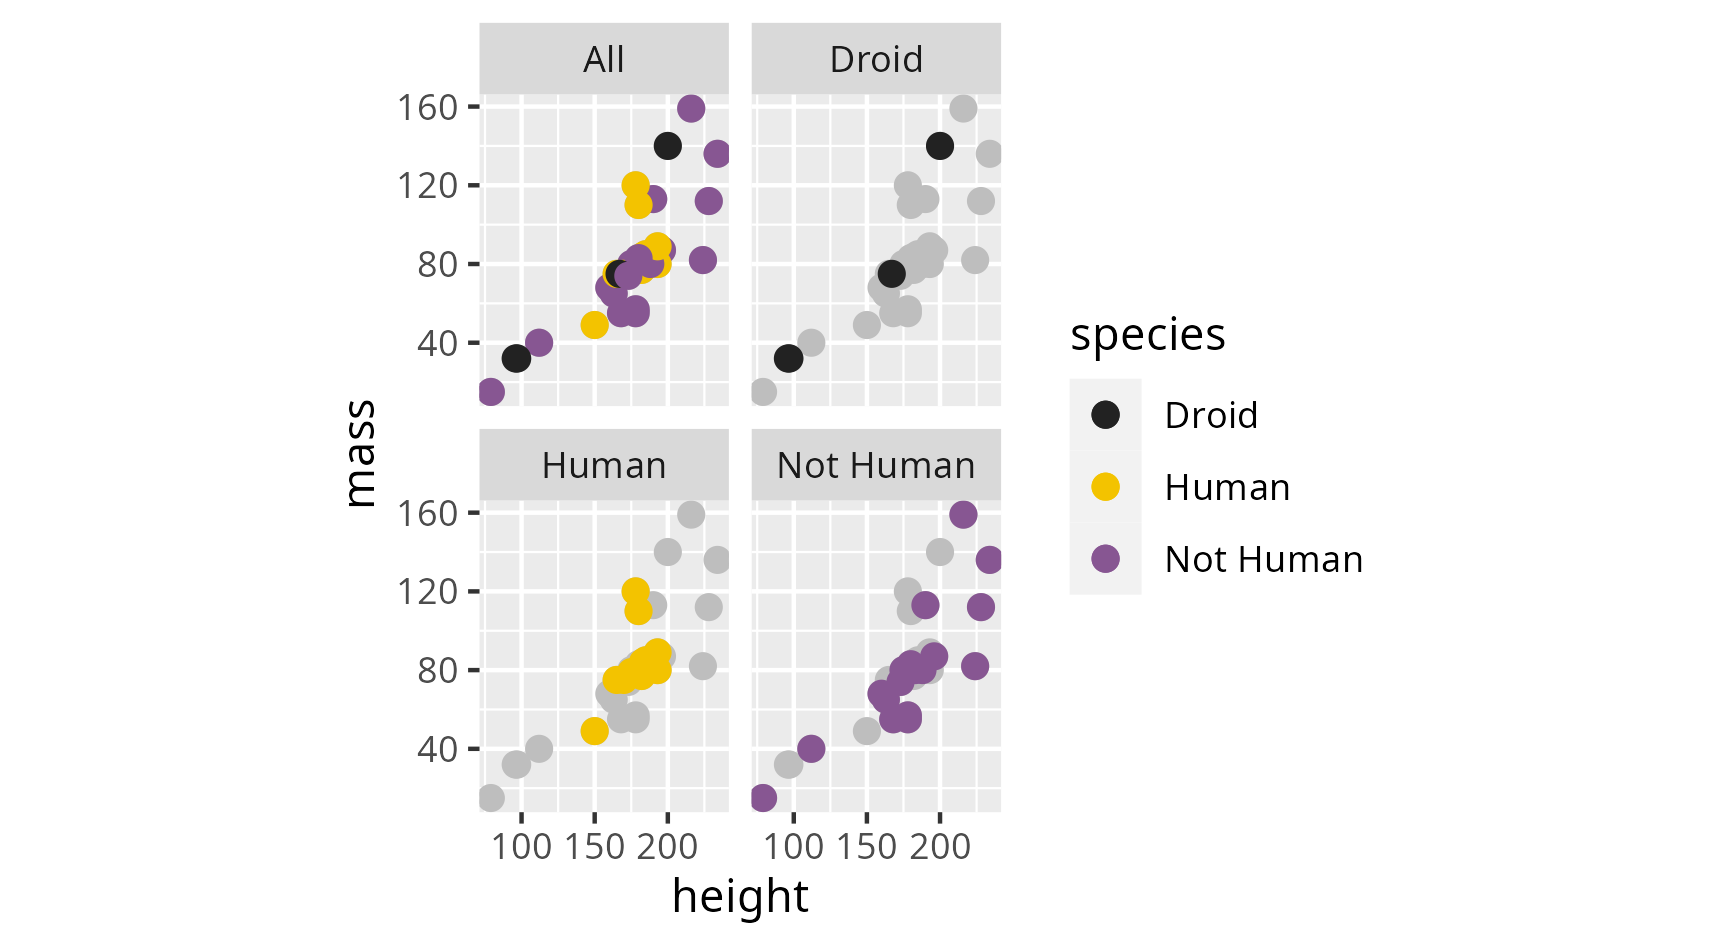 All Droid
160
120
80
40
Human Not Human
160
120
80
40
100 150 200 100 150 200
height
mass
species
Droid
Human
Not Human